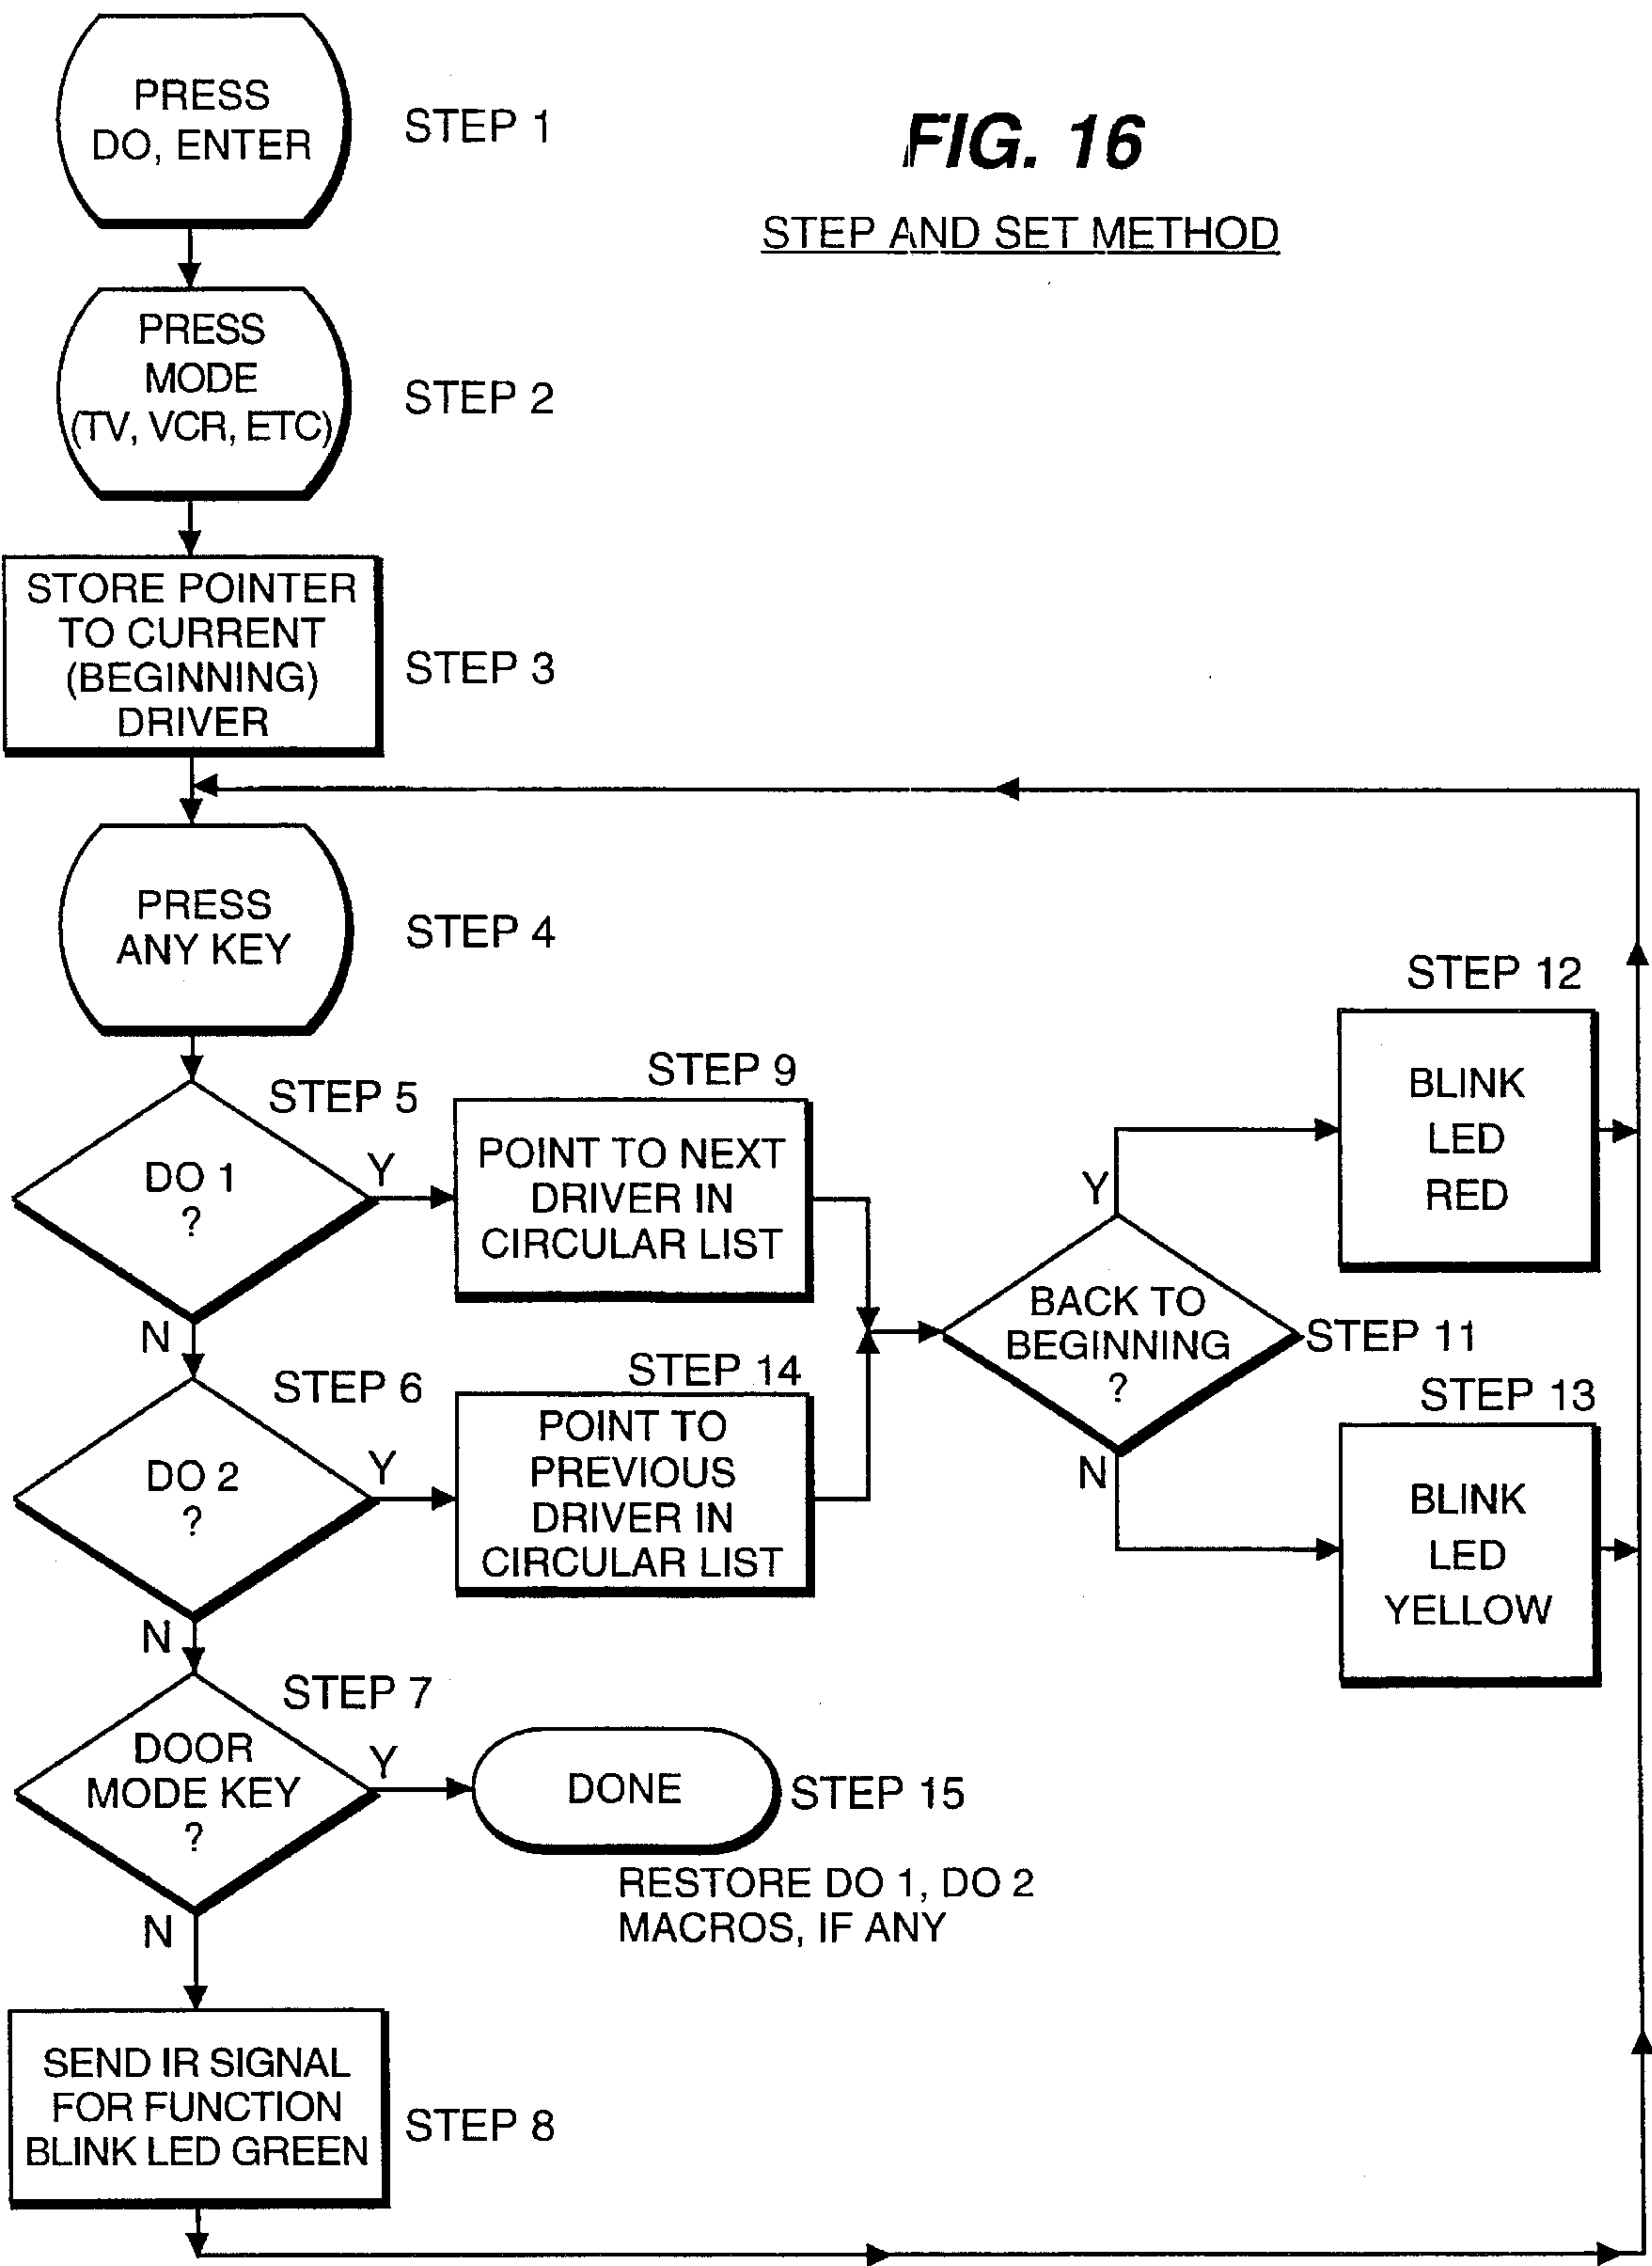 PRESS
DO, ENTER
STEP 1
FIG. 16
STEP AND SET METHOD
PRESS
MODE
(TV, VCR, ETC)
STEP 2
STORE POINTER
TO CURRENT
(BEGINNING)
DRIVER
STEP 3
PRESS
ANY KEY
STEP 4
STEP 5
DO 1
?
Y
N
STEP 9
POINT TO NEXT
DRIVER IN
CIRCULAR LIST
STEP 6
DO 2
?
Y
N
STEP 14
POINT TO
PREVIOUS
DRIVER IN
CIRCULAR LIST
BACK TO
BEGINNING
?
STEP 11
Y
N
STEP 12
BLINK
LED
RED
STEP 13
BLINK
LED
YELLOW
STEP 7
DOOR
MODE KEY
?
Y
N
DONE
STEP 15
RESTORE DO 1, DO 2
MACROS, IF ANY
SEND IR SIGNAL
FOR FUNCTION
BLINK LED GREEN
STEP 8